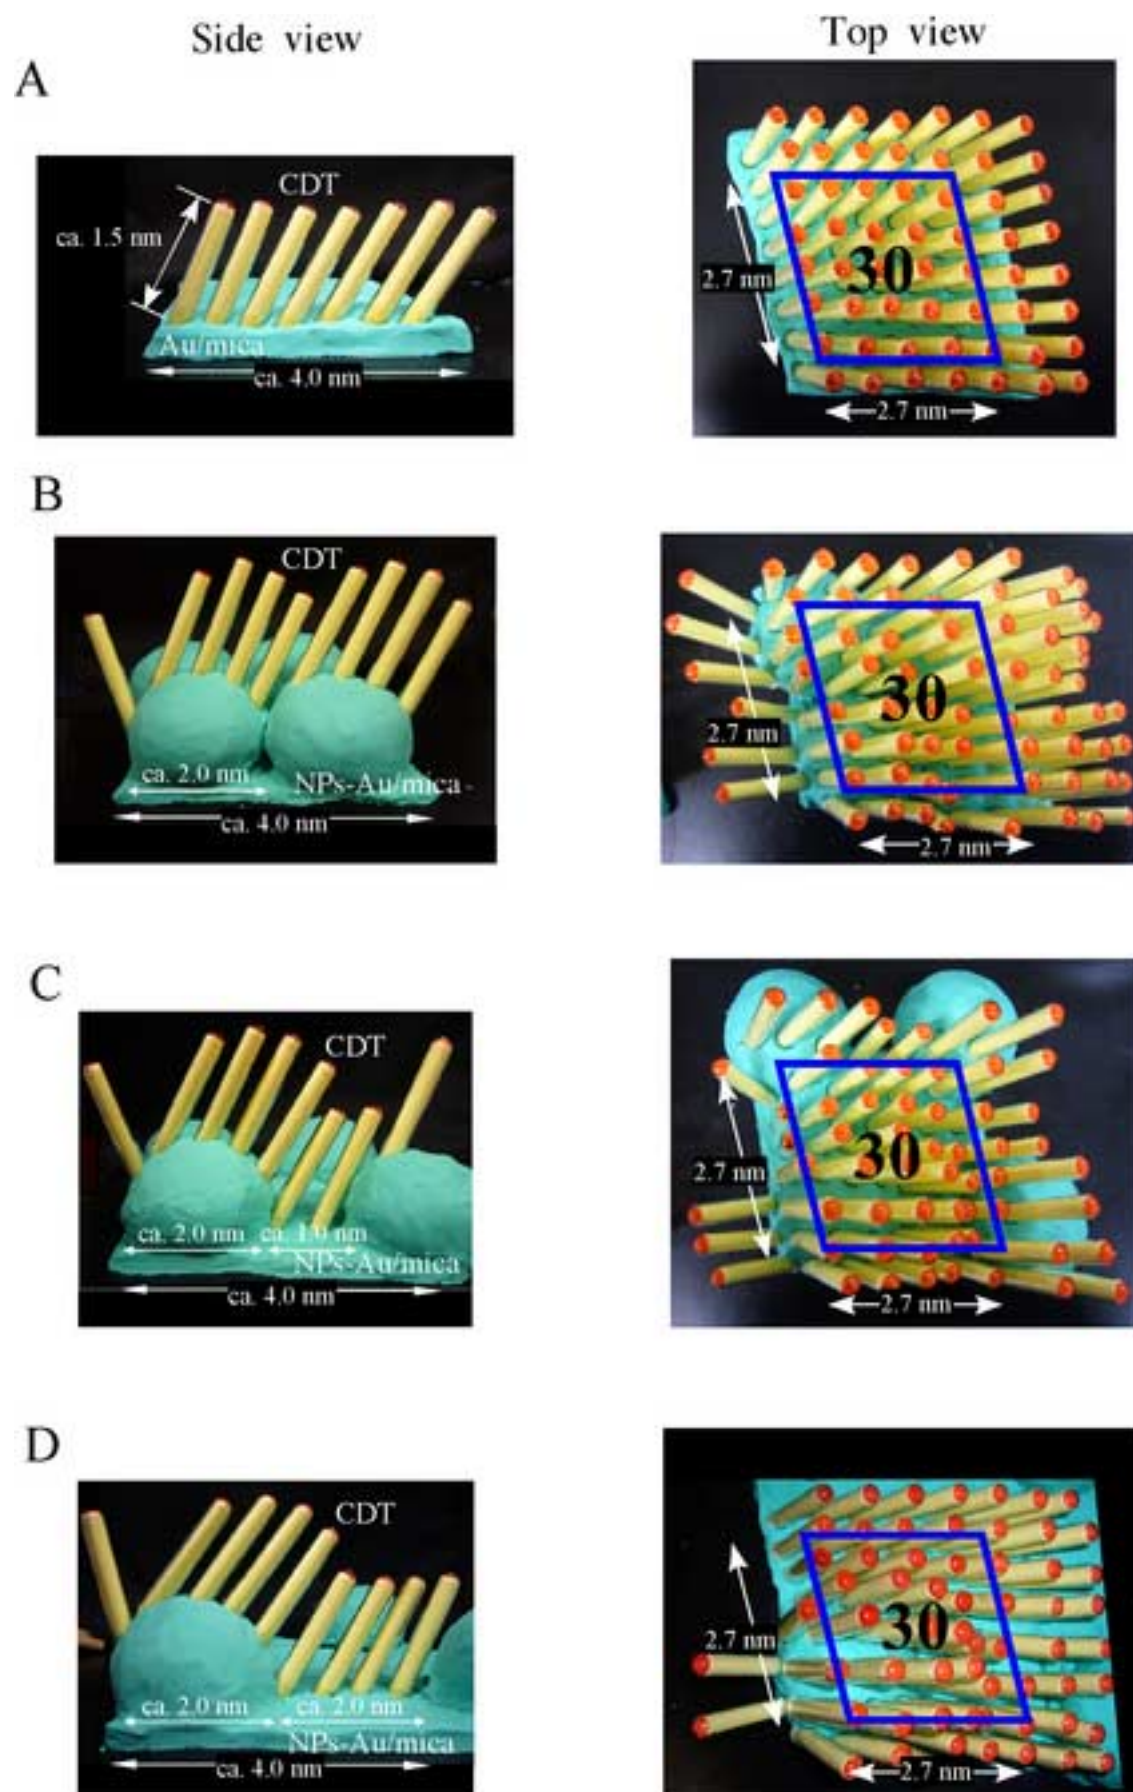 Side view
Top view
A
CDT
ca. 1.5 nm
Au/mica
ca. 4.0 nm
2.7 nm
30
2.7 nm
B
CDT
ca. 2.0 nm
NPs-Au/mica
ca. 4.0 nm
2.7 nm
30
2.7 nm
C
CDT
ca. 2.0 nm
ca. 1.0 nm
NPs-Au/mica
ca. 4.0 nm
2.7 nm
30
2.7 nm
D
CDT
ca. 2.0 nm
ca. 2.0 nm
NPs-Au/mica
ca. 4.0 nm
2.7 nm
30
2.7 nm